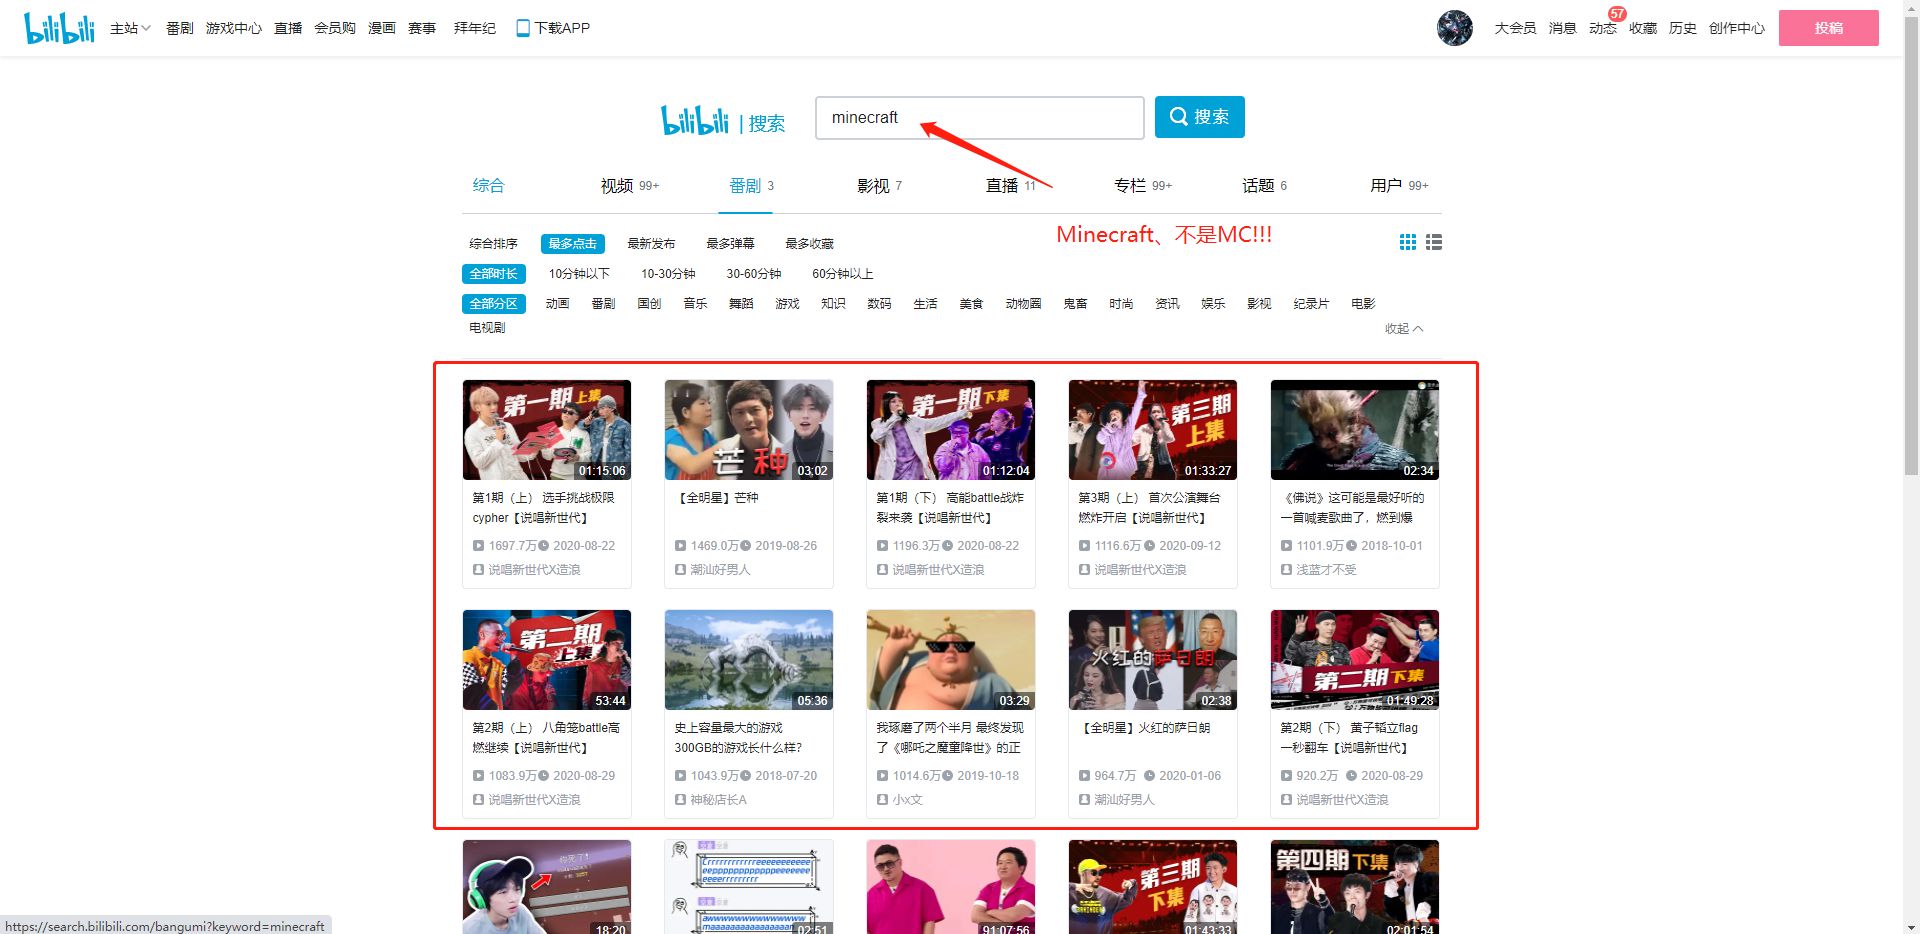 bilibili 主站 番剧 游戏中心 直播 会员购 漫画 赛事 拜年纪 下载APP 大会员 消息 动态 57 收藏 历史 创作中心 投稿
bilibili | 搜索 minecraft 搜索
综合 视频 99+ 番剧 3 影视 7 直播 11 专栏 99+ 话题 6 用户 99+
Minecraft、不是MC!!!
综合排序 最多点击 最新发布 最多弹幕 最多收藏
全部时长 10分钟以下 10-30分钟 30-60分钟 60分钟以上
全部分区 动画 番剧 国创 音乐 舞蹈 游戏 知识 数码 生活 美食 动物圈 鬼畜 时尚 资讯 娱乐 影视 纪录片 电影
电视剧 收起
第一期 上集
01:15:06
第1期（上） 选手挑战极限
cypher【说唱新世代】
1697.7万 2020-08-22
说唱新世代X造浪
芒种
03:02
【全明星】芒种
1469.0万 2019-08-26
潮汕好男人
第一期 下集
01:12:04
第1期（下） 高能battle战炸
裂来袭【说唱新世代】
1196.3万 2020-08-22
说唱新世代X造浪
第三期
上集
01:33:27
第3期（上） 首次公演舞台
燃炸开启【说唱新世代】
1116.6万 2020-09-12
说唱新世代X造浪
02:34
《佛说》这可能是最好听的
一首喊麦歌曲了，燃到爆
1101.9万 2018-10-01
浅蓝才不受
第二期
上集
53:44
第2期（上） 八角笼battle高
燃继续【说唱新世代】
1083.9万 2020-08-29
说唱新世代X造浪
05:36
史上容量最大的游戏
300GB的游戏长什么样?
1043.9万 2018-07-20
神秘店长A
03:29
我琢磨了两个半月 最终发现
了《哪吒之魔童降世》的正
1014.6万 2019-10-18
小x文
火红的萨日朗
02:38
【全明星】火红的萨日朗
964.7万 2020-01-06
潮汕好男人
第二期 下集
01:49:28
第2期（下） 黄子韬立flag
一秒翻车【说唱新世代】
920.2万 2020-08-29
说唱新世代X造浪
你死了!
18:20
02:51
91:07:56
第三期
下集
01:43:33
第四期 下集
02:01:54
https://search.bilibili.com/bangumi?keyword=minecraft